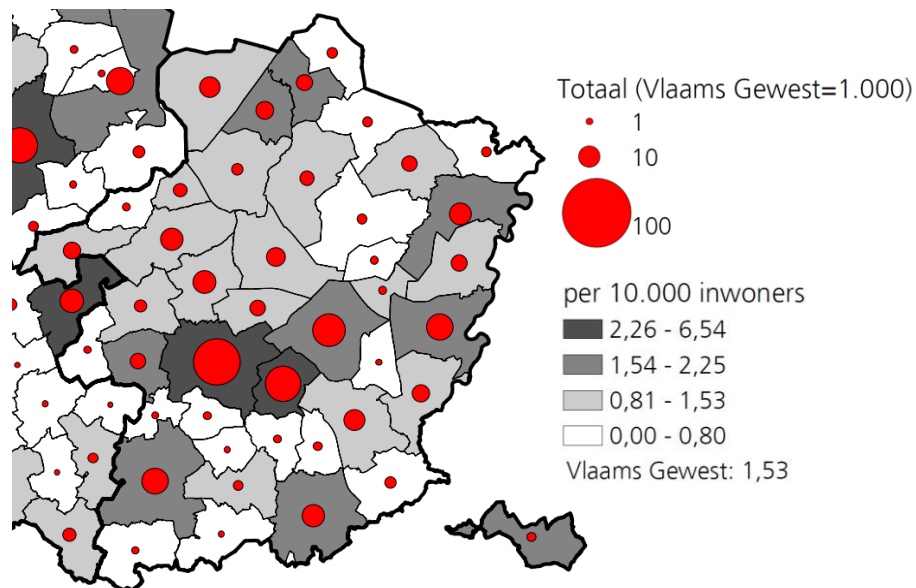 Totaal (Vlaams Gewest=1.000)
1
10
100
per 10.000 inwoners
2,26 - 6,54
1,54 - 2,25
0,81 - 1,53
0,00 - 0,80
Vlaams Gewest: 1,53